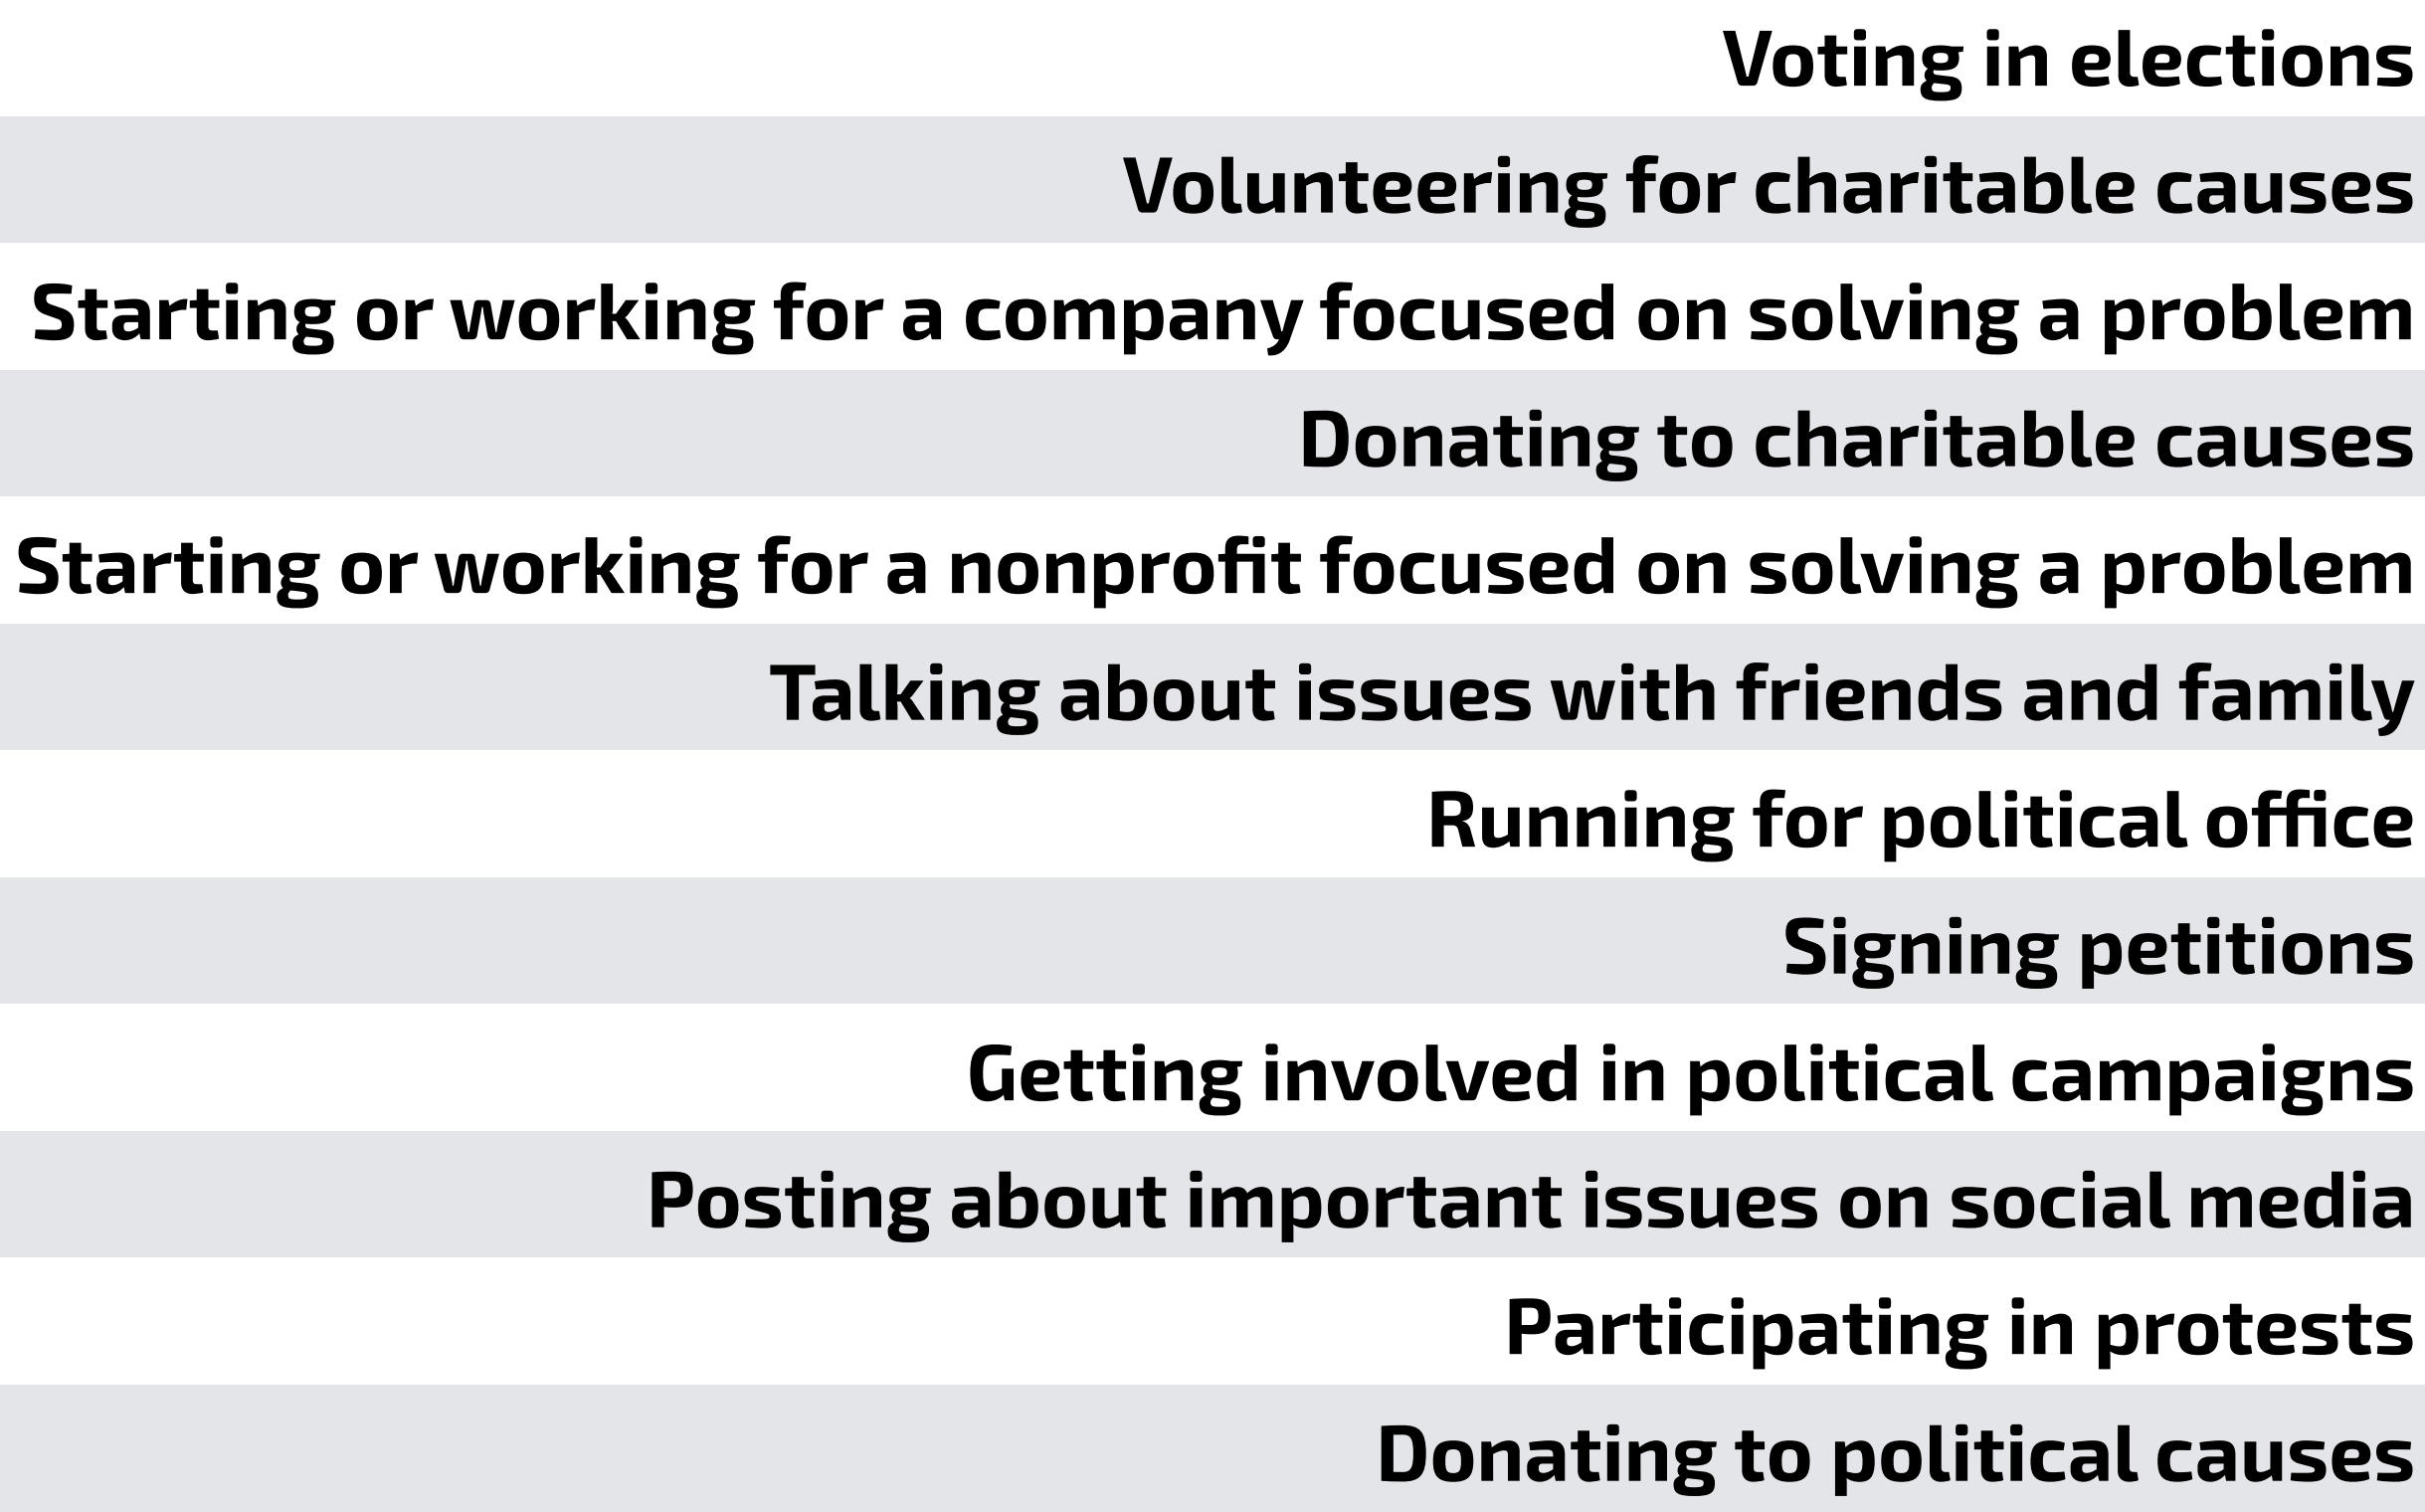 Voting in elections
Volunteering for charitable causes
Starting or working for a company focused on solving a problem
Donating to charitable causes
Starting or working for a nonprofit focused on solving a problem
Talking about issues with friends and family
Running for political office
Signing petitions
Getting involved in political campaigns
Posting about important issues on social media
Participating in protests
Donating to political causes